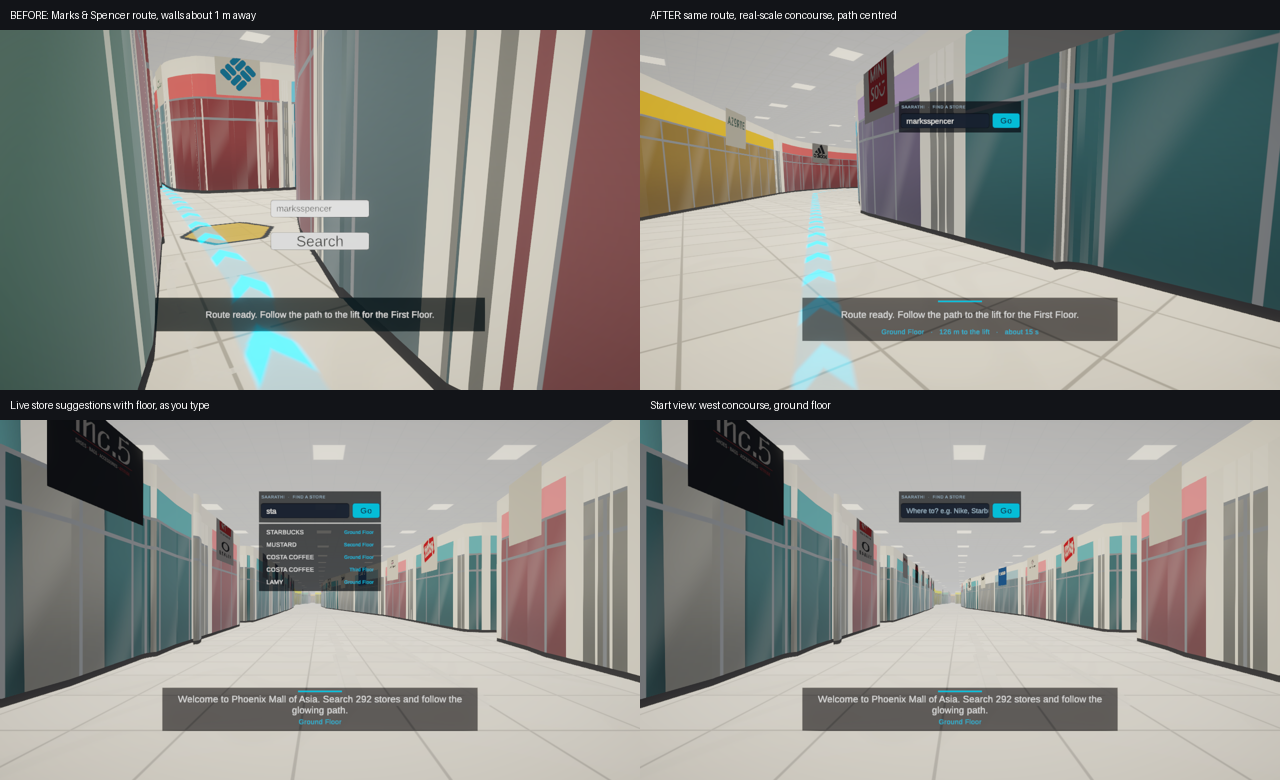 BEFORE: Marks & Spencer route, walls about 1 m away
marksspencer
Search
Route ready. Follow the path to the lift for the First Floor.
AFTER: same route, real-scale concourse, path centred
MINI
SO
SAARATHI · FIND A STORE
marksspencer
Go
Route ready. Follow the path to the lift for the First Floor.
Ground Floor · 126 m to the lift · about 15 s
Live store suggestions with floor, as you type
inc.5
SAARATHI · FIND A STORE
sta
Go
STARBUCKS Ground Floor
MUSTARD Second Floor
COSTA COFFEE Ground Floor
COSTA COFFEE Third Floor
LAMY Ground Floor
Welcome to Phoenix Mall of Asia. Search 292 stores and follow the
glowing path.
Ground Floor
Start view: west concourse, ground floor
inc.5
SAARATHI · FIND A STORE
Where to? e.g. Nike, Starb
Go
Welcome to Phoenix Mall of Asia. Search 292 stores and follow the
glowing path.
Ground Floor